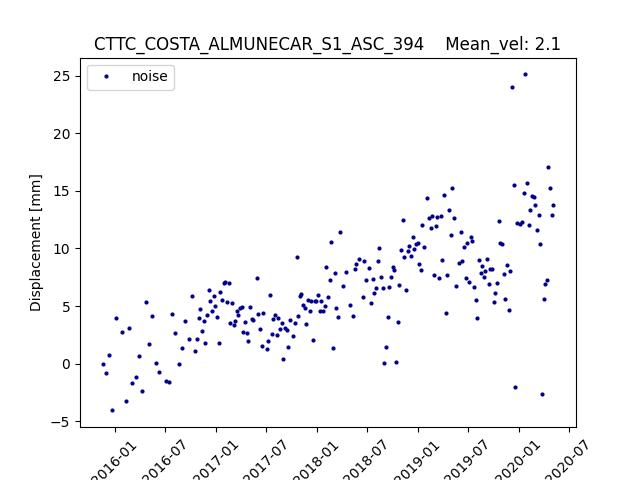 CTTC_COSTA_ALMUNECAR_S1_ASC_394    Mean_vel: 2.1
noise
25
20
15
10
5
0
−5
Displacement [mm]
2016-01 2016-07 2017-01 2017-07 2018-01 2018-07 2019-01 2019-07 2020-01 2020-07